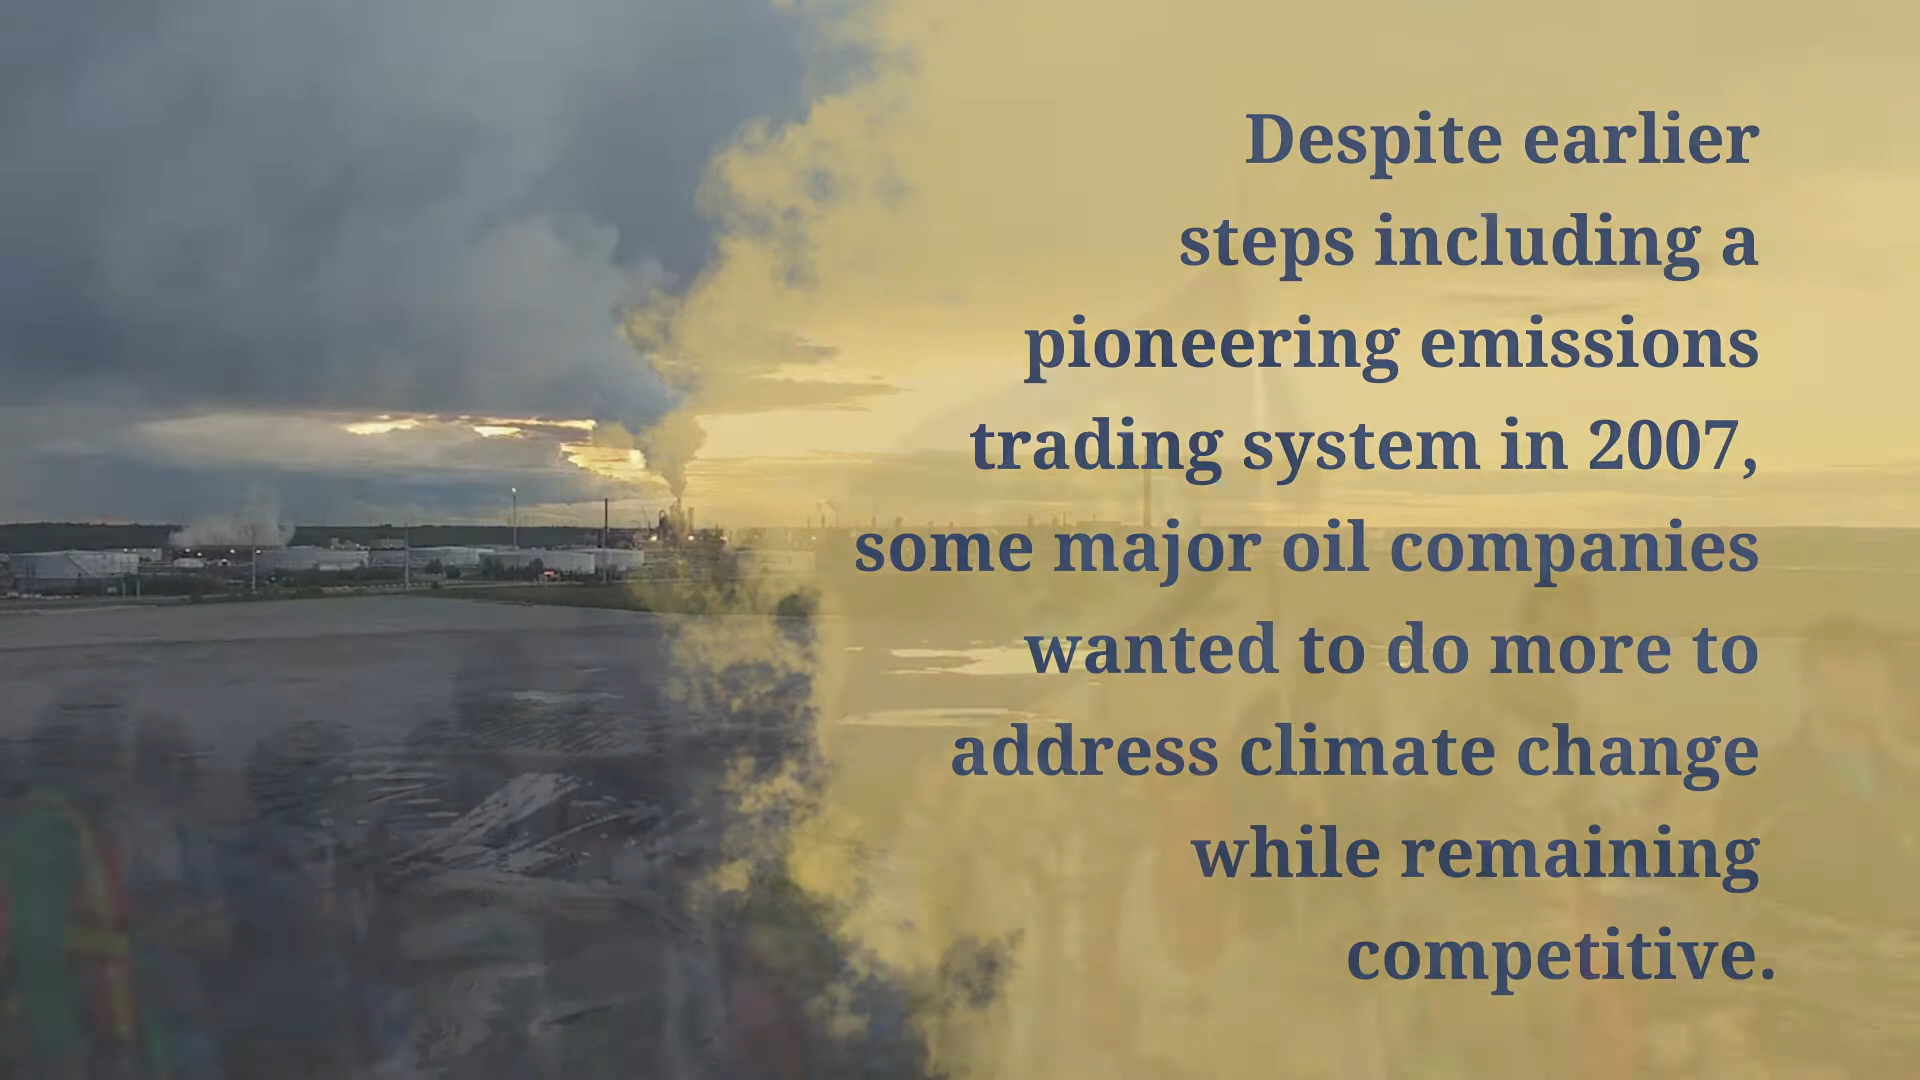 Despite earlier
steps including a
pioneering emissions
trading system in 2007,
some major oil companies
wanted to do more to
address climate change
while remaining
competitive.